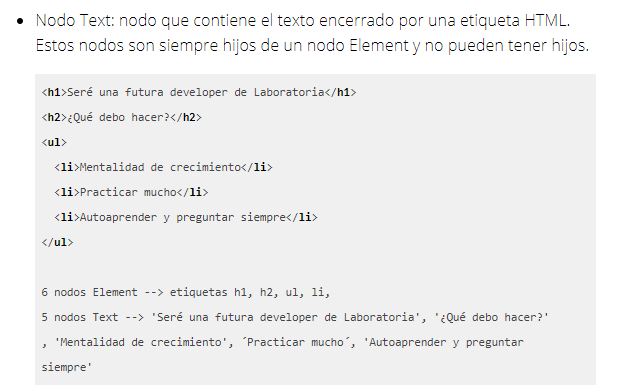 • Nodo Text: nodo que contiene el texto encerrado por una etiqueta HTML.
Estos nodos son siempre hijos de un nodo Element y no pueden tener hijos.
<h1>Seré una futura developer de Laboratoria</h1>
<h2>¿Qué debo hacer?</h2>
<ul>
  <li>Mentalidad de crecimiento</li>
  <li>Practicar mucho</li>
  <li>Autoaprender y preguntar siempre</li>
</ul>
6 nodos Element --> etiquetas h1, h2, ul, li,
5 nodos Text --> 'Seré una futura developer de Laboratoria', '¿Qué debo hacer?'
, 'Mentalidad de crecimiento', ´Practicar mucho´, 'Autoaprender y preguntar
siempre'